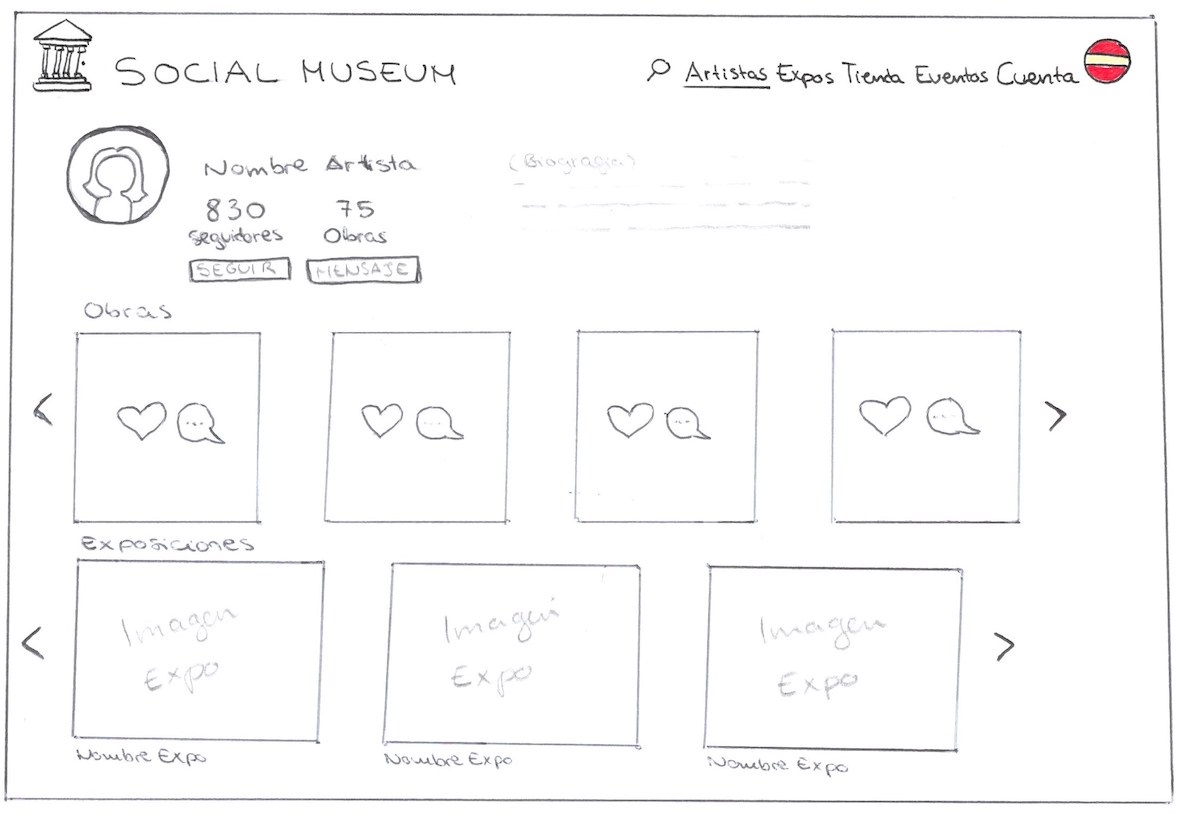 SOCIAL MUSEUM
Artistas Expos Tienda Eventos Cuenta
Nombre Artista
(Biografia)
830 75
seguidores Obras
SEGUIR MENSAJE
Obras
Exposiciones
Imagen Imagen Imagen
Expo Expo Expo
Nombre Expo Nombre Expo Nombre Expo